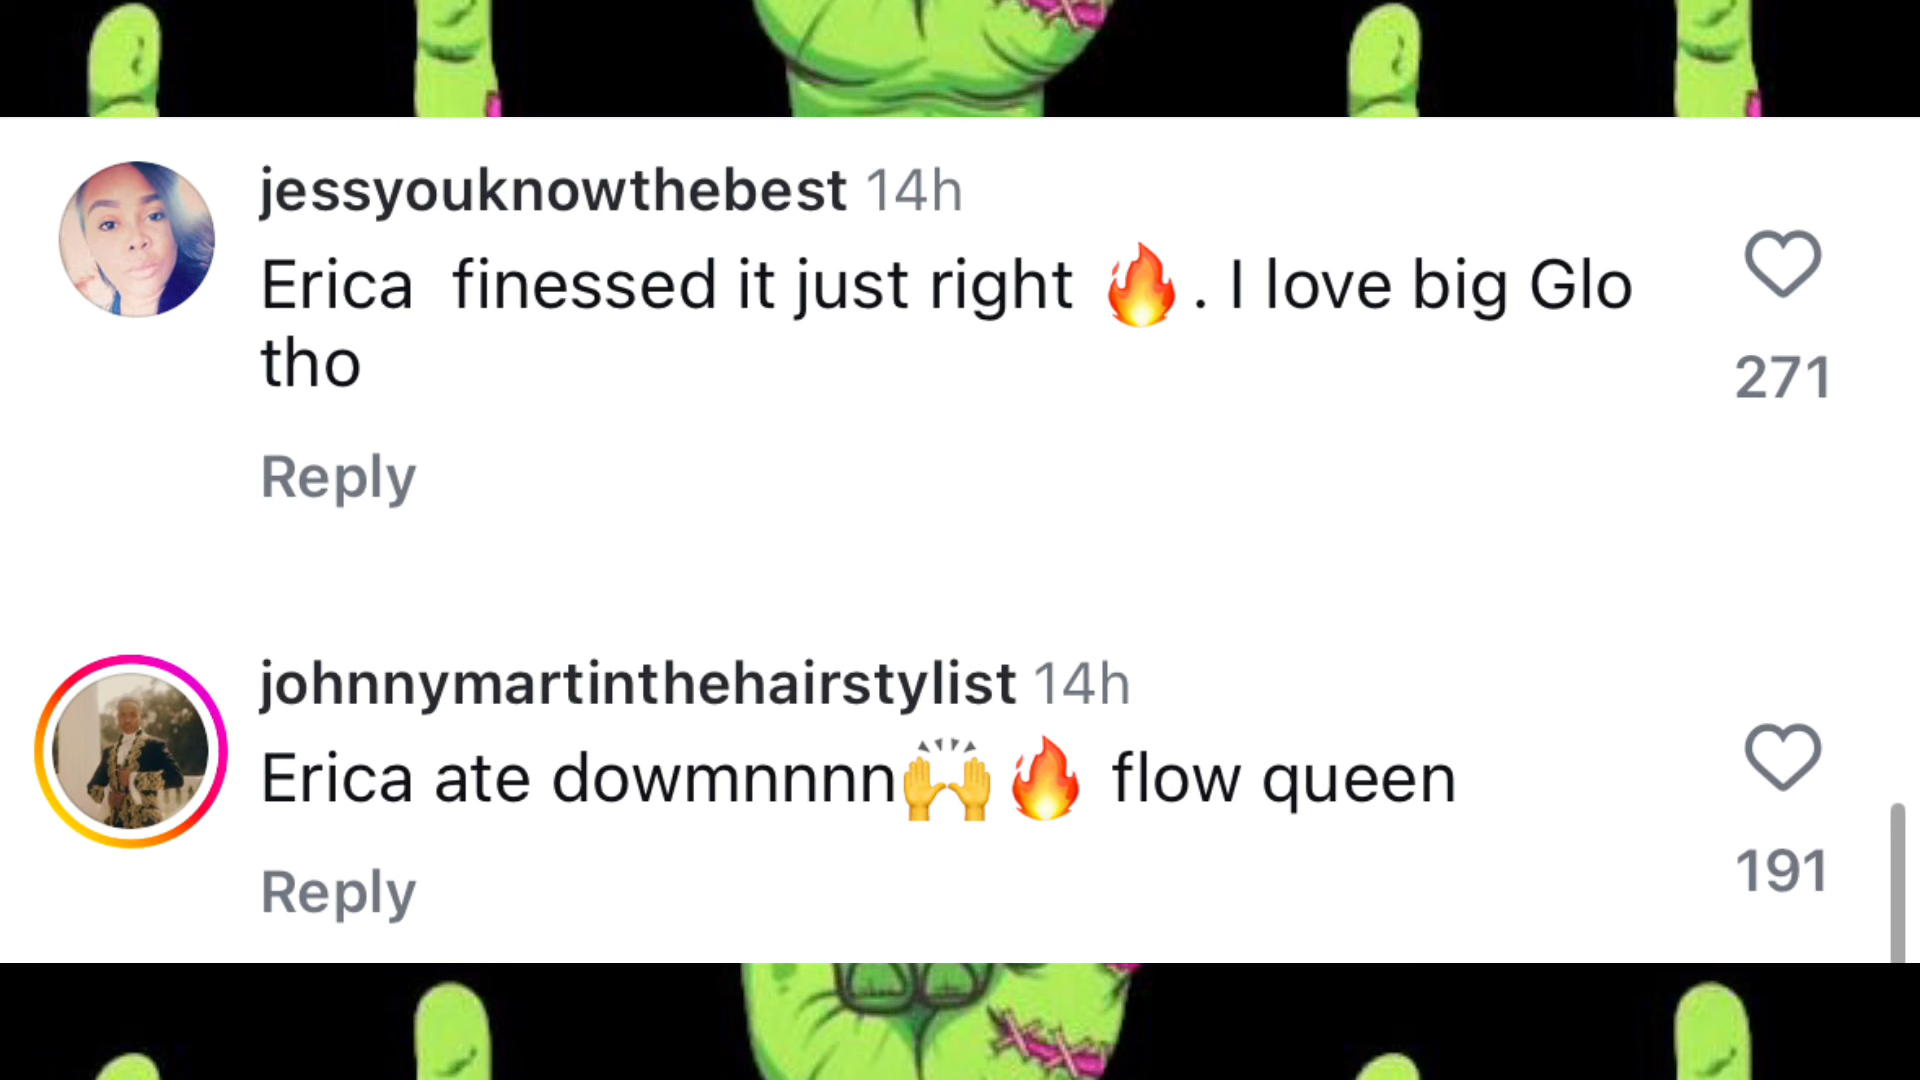 jessyouknowthebest 14h
Erica  finessed it just right 🔥. I love big Glo
tho
271
Reply
johnnymartinthehairstylist 14h
Erica ate dowmnnnn🙌🔥 flow queen
191
Reply